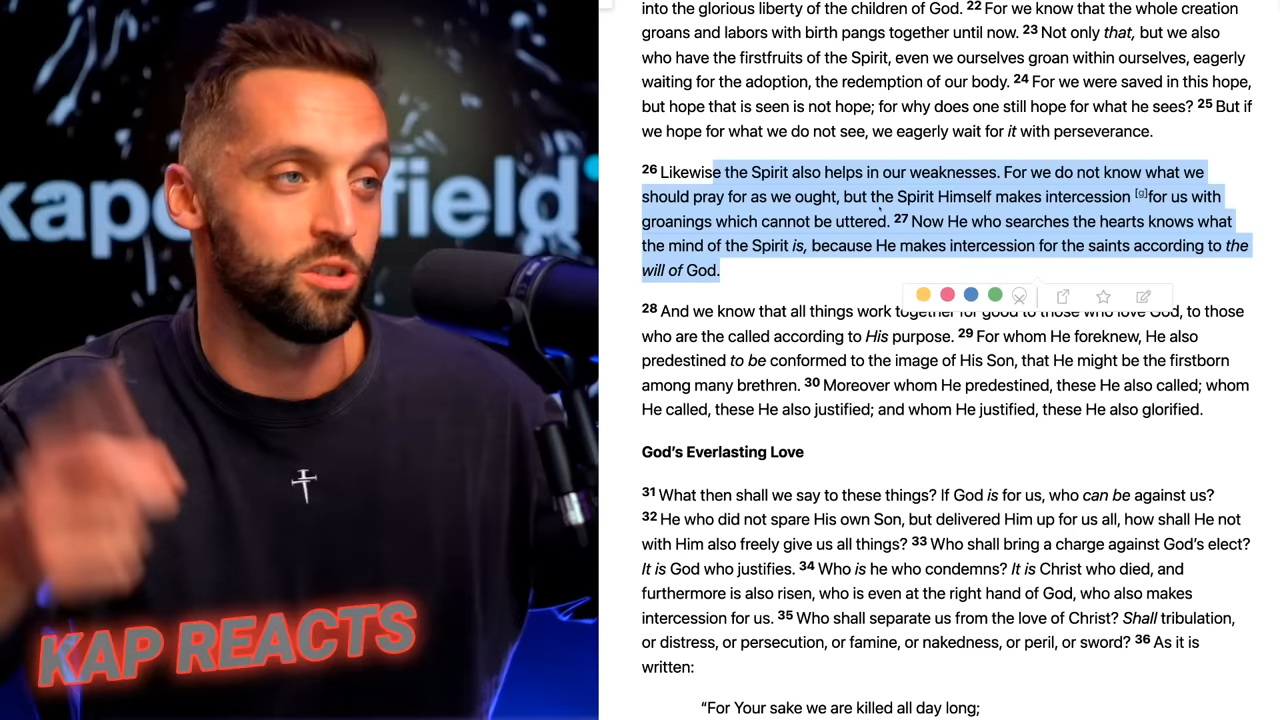 kap field
KAP REACTS
into the glorious liberty of the children of God. 22 For we know that the whole creation
groans and labors with birth pangs together until now. 23 Not only that, but we also
who have the firstfruits of the Spirit, even we ourselves groan within ourselves, eagerly
waiting for the adoption, the redemption of our body. 24 For we were saved in this hope,
but hope that is seen is not hope; for why does one still hope for what he sees? 25 But if
we hope for what we do not see, we eagerly wait for it with perseverance.
26 Likewise the Spirit also helps in our weaknesses. For we do not know what we
should pray for as we ought, but the Spirit Himself makes intercession [g]for us with
groanings which cannot be uttered. 27 Now He who searches the hearts knows what
the mind of the Spirit is, because He makes intercession for the saints according to the
will of God.
28 And we know that all things work together for good to those who love God, to those
who are the called according to His purpose. 29 For whom He foreknew, He also
predestined to be conformed to the image of His Son, that He might be the firstborn
among many brethren. 30 Moreover whom He predestined, these He also called; whom
He called, these He also justified; and whom He justified, these He also glorified.
God's Everlasting Love
31 What then shall we say to these things? If God is for us, who can be against us?
32 He who did not spare His own Son, but delivered Him up for us all, how shall He not
with Him also freely give us all things? 33 Who shall bring a charge against God's elect?
It is God who justifies. 34 Who is he who condemns? It is Christ who died, and
furthermore is also risen, who is even at the right hand of God, who also makes
intercession for us. 35 Who shall separate us from the love of Christ? Shall tribulation,
or distress, or persecution, or famine, or nakedness, or peril, or sword? 36 As it is
written:
“For Your sake we are killed all day long;